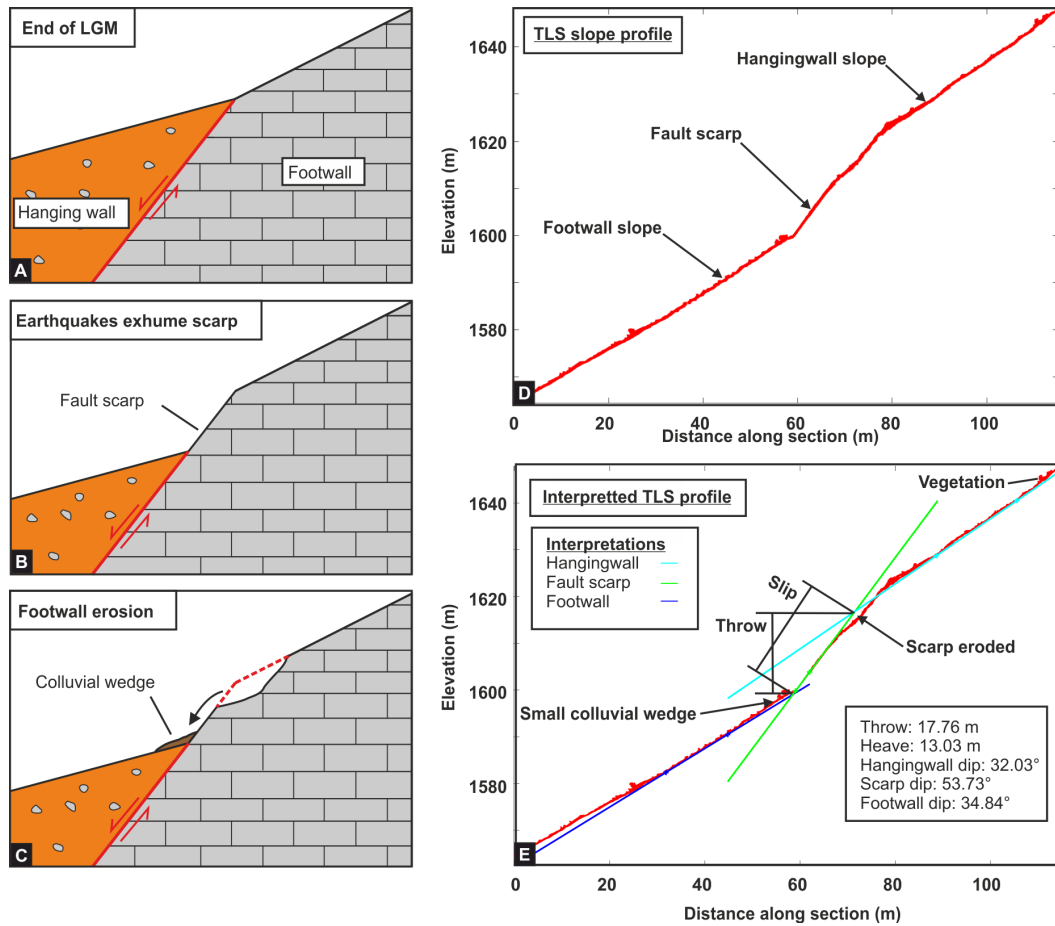 End of LGM
Footwall
Hanging wall
A
Earthquakes exhume scarp
Fault scarp
B
Footwall erosion
Colluvial wedge
C
TLS slope profile
Hangingwall slope
Fault scarp
Footwall slope
Elevation (m)
1640
1620
1600
1580
D
0
20
40
60
80
100
Distance along section (m)
Interpretted TLS profile
Vegetation
Interpretations
Hangingwall
Fault scarp
Footwall
Slip
Throw
Scarp eroded
Small colluvial wedge
Throw: 17.76 m
Heave: 13.03 m
Hangingwall dip: 32.03°
Scarp dip: 53.73°
Footwall dip: 34.84°
Elevation (m)
1640
1620
1600
1580
E
0
20
40
60
80
100
Distance along section (m)